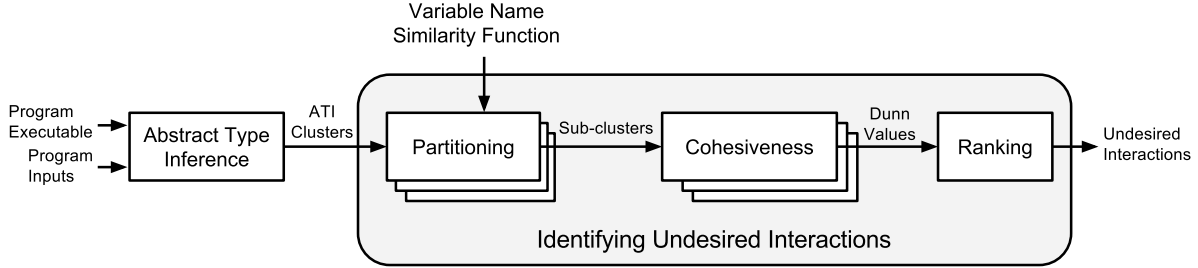 Variable Name
Similarity Function
Program
Executable
Program
Inputs
Abstract Type
Inference
ATI
Clusters
Partitioning
Sub-clusters
Cohesiveness
Dunn
Values
Ranking
Undesired
Interactions
Identifying Undesired Interactions